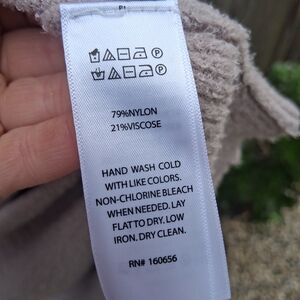 79%NYLON
21%VISCOSE
HAND WASH COLD
WITH LIKE COLORS.
NON-CHLORINE BLEACH
WHEN NEEDED. LAY
FLAT TO DRY. LOW
IRON. DRY CLEAN.
RN# 160656